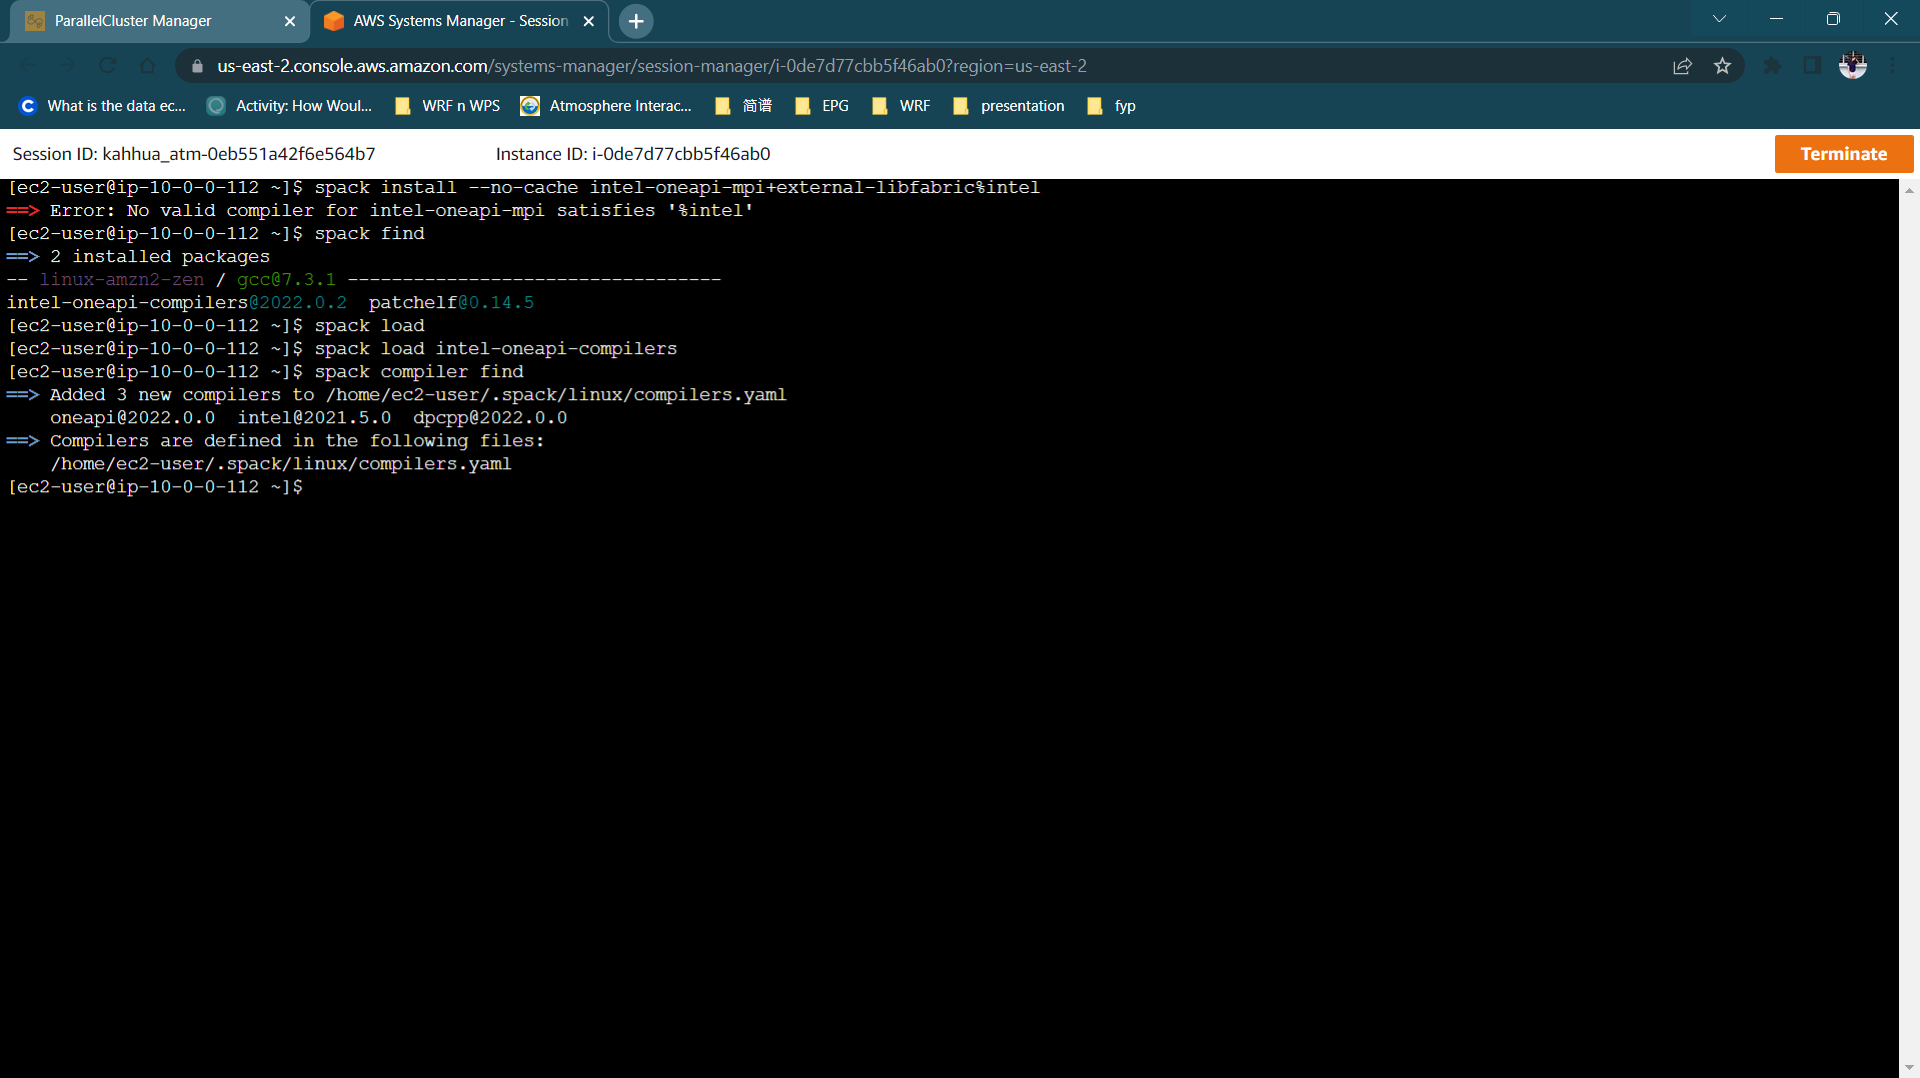 ParallelCluster Manager
AWS Systems Manager - Session
us-east-2.console.aws.amazon.com/systems-manager/session-manager/i-0de7d77cbb5f46ab0?region=us-east-2
What is the data ec...
Activity: How Woul...
WRF n WPS
Atmosphere Interac...
简谱
EPG
WRF
presentation
fyp
Session ID: kahhua_atm-0eb551a42f6e564b7
Instance ID: i-0de7d77cbb5f46ab0
Terminate
[ec2-user@ip-10-0-0-112 ~]$ spack install --no-cache intel-oneapi-mpi+external-libfabric%intel
==> Error: No valid compiler for intel-oneapi-mpi satisfies '%intel'
[ec2-user@ip-10-0-0-112 ~]$ spack find
==> 2 installed packages
-- linux-amzn2-zen / gcc@7.3.1 ----------------------------------
intel-oneapi-compilers@2022.0.2  patchelf@0.14.5
[ec2-user@ip-10-0-0-112 ~]$ spack load
[ec2-user@ip-10-0-0-112 ~]$ spack load intel-oneapi-compilers
[ec2-user@ip-10-0-0-112 ~]$ spack compiler find
==> Added 3 new compilers to /home/ec2-user/.spack/linux/compilers.yaml
    oneapi@2022.0.0  intel@2021.5.0  dpcpp@2022.0.0
==> Compilers are defined in the following files:
    /home/ec2-user/.spack/linux/compilers.yaml
[ec2-user@ip-10-0-0-112 ~]$